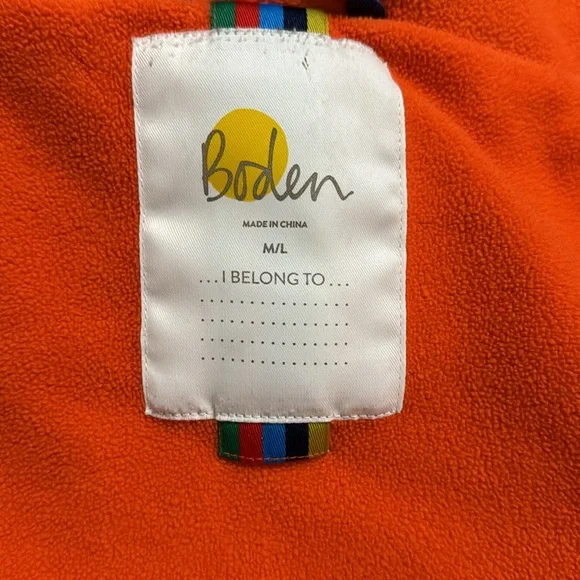 Boden
MADE IN CHINA
M/L
...I BELONG TO...